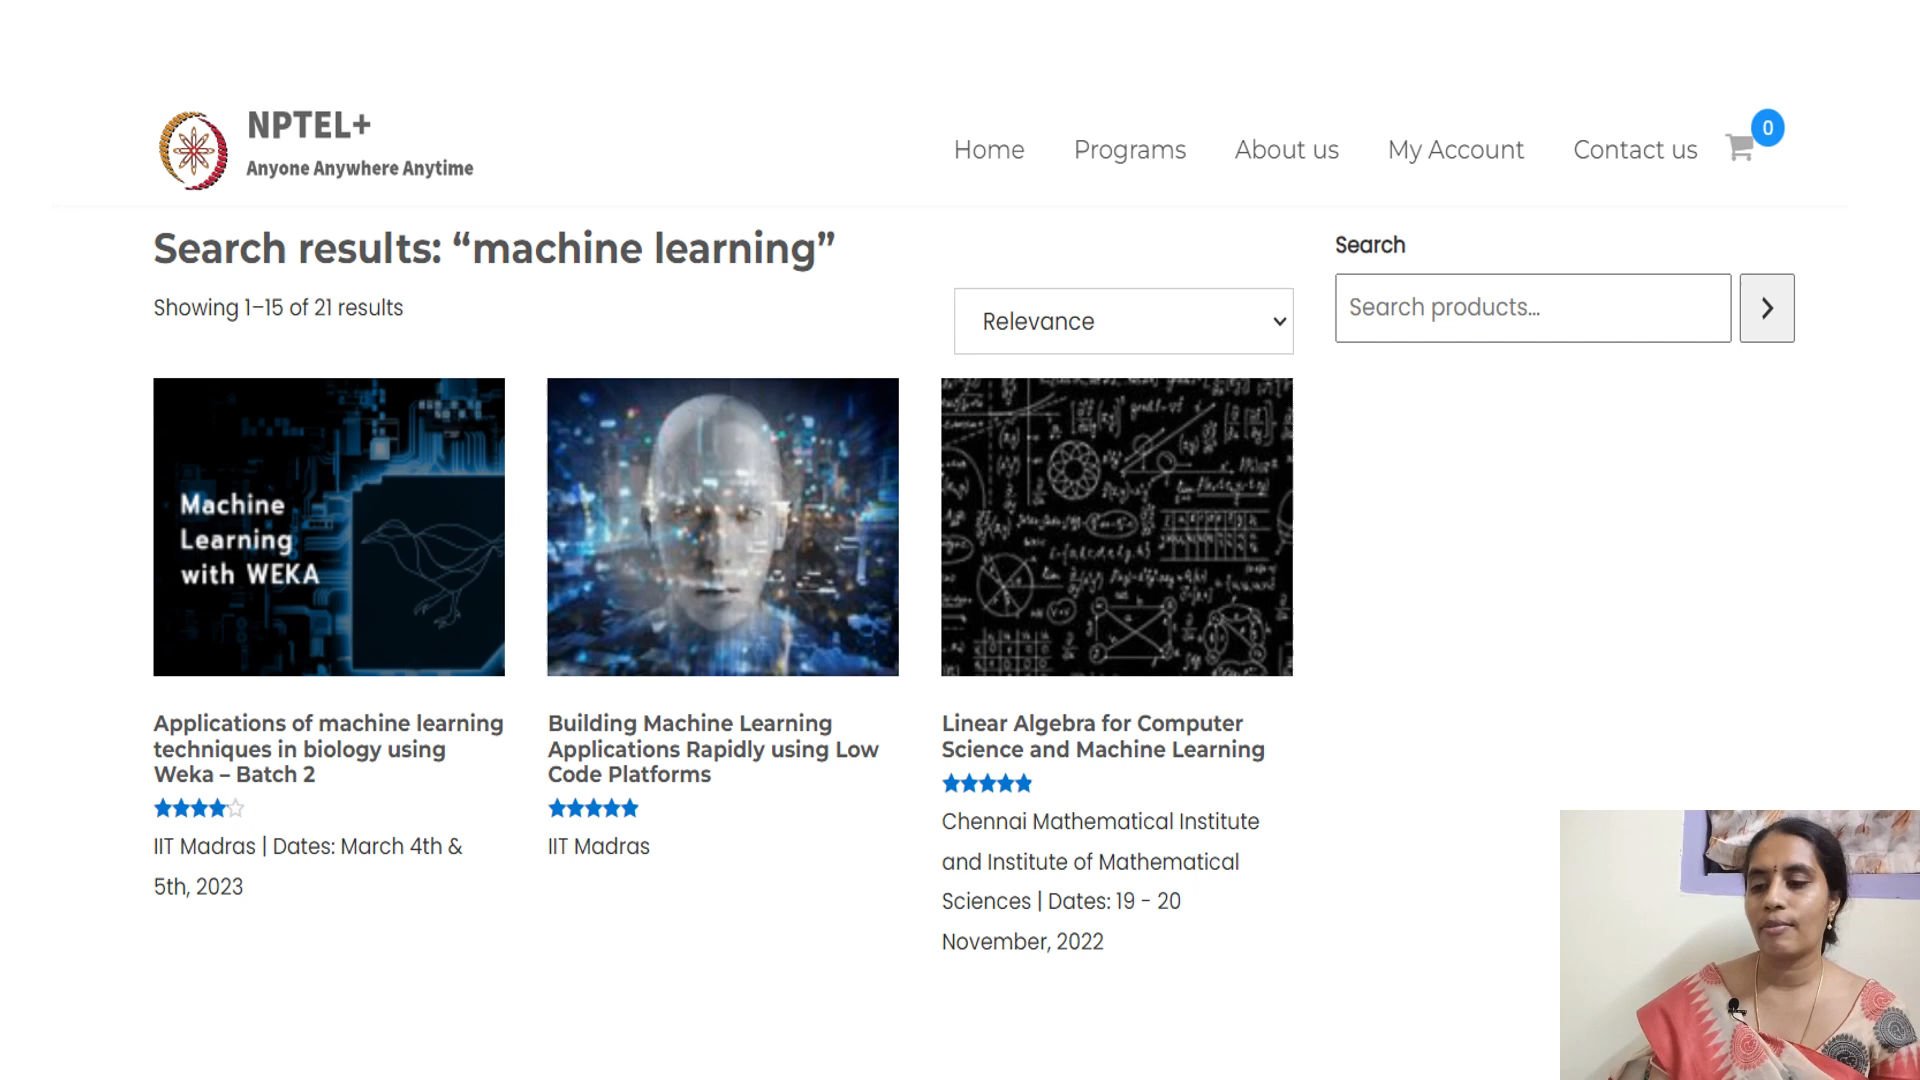 NPTEL+
Anyone Anywhere Anytime
Home
Programs
About us
My Account
Contact us
0
Search results: “machine learning”
Showing 1–15 of 21 results
Relevance
Search
Search products...
Machine
Learning
with WEKA
Applications of machine learning
techniques in biology using
Weka – Batch 2
IIT Madras | Dates: March 4th &
5th, 2023
Building Machine Learning
Applications Rapidly using Low
Code Platforms
IIT Madras
Linear Algebra for Computer
Science and Machine Learning
Chennai Mathematical Institute
and Institute of Mathematical
Sciences | Dates: 19 - 20
November, 2022